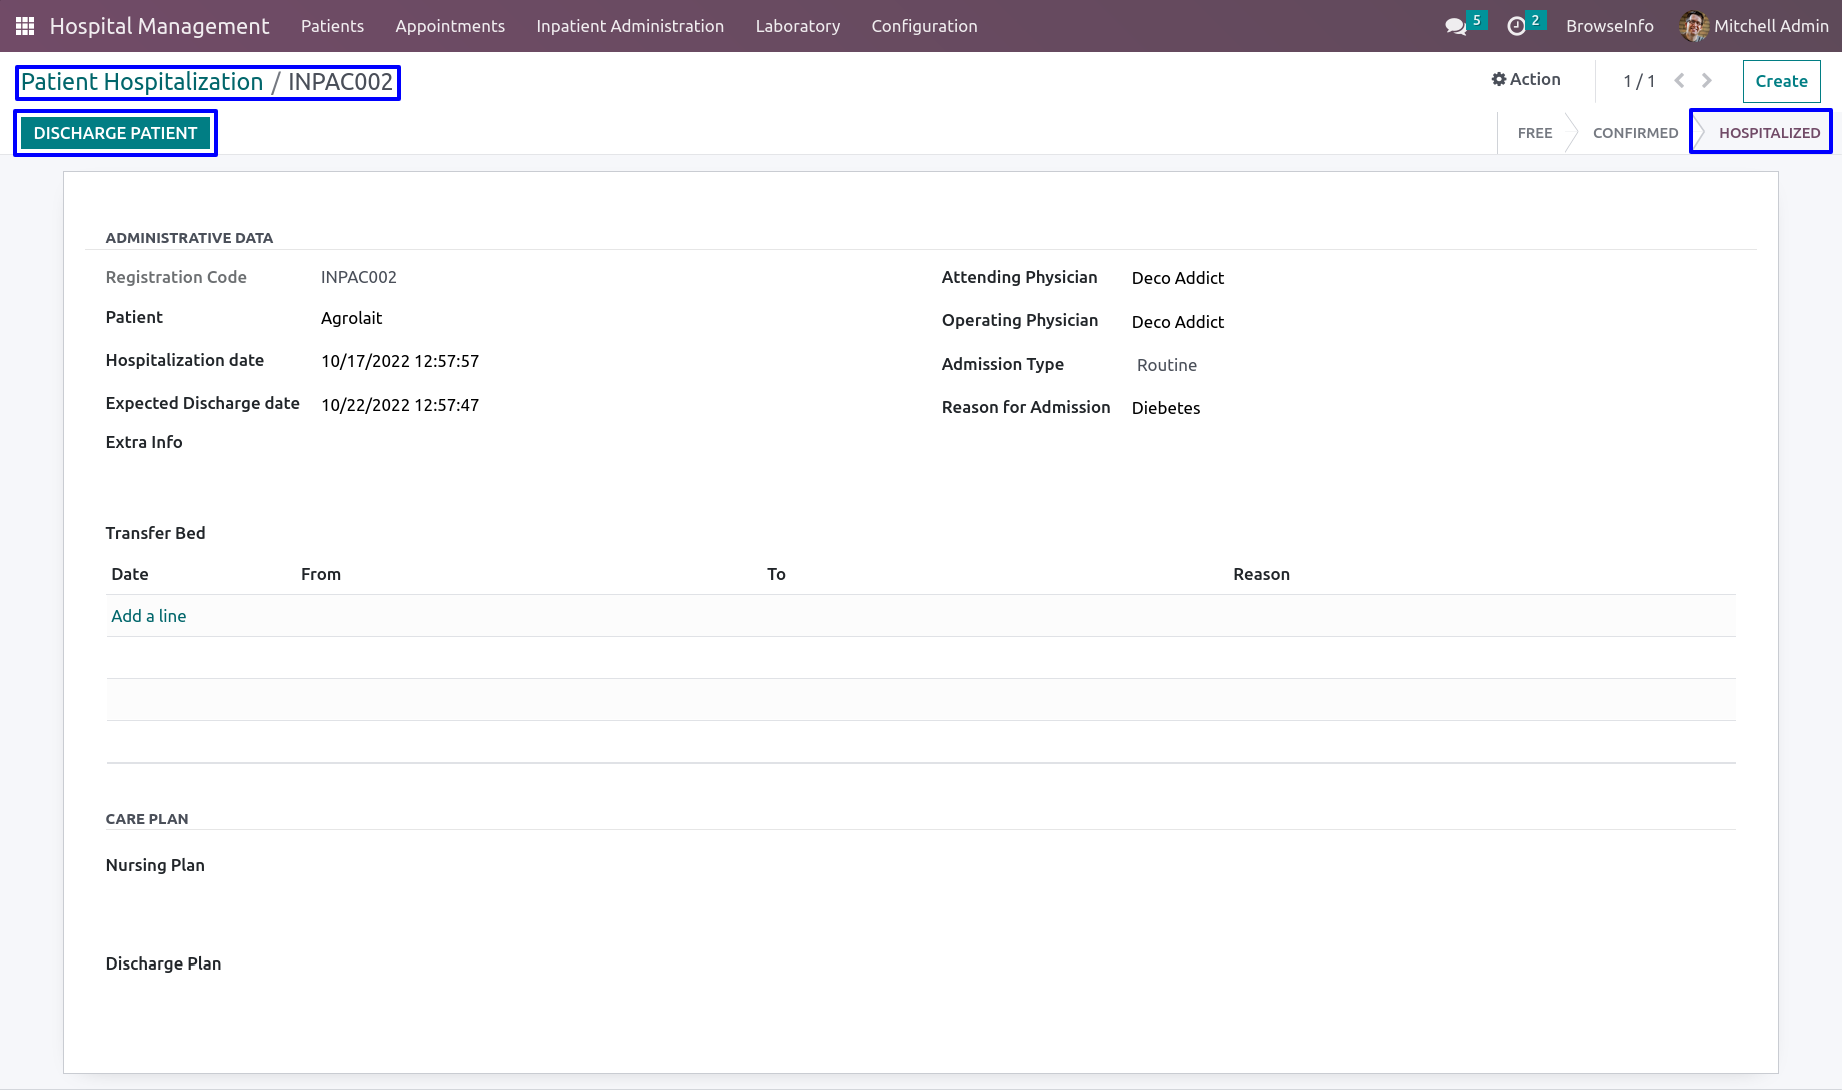 Hospital Management Patients Appointments Inpatient Administration Laboratory Configuration 5 2 BrowseInfo Mitchell Admin
Patient Hospitalization / INPAC002 Action 1 / 1 Create
DISCHARGE PATIENT FREE CONFIRMED HOSPITALIZED
ADMINISTRATIVE DATA
Registration Code INPAC002 Attending Physician Deco Addict
Patient Agrolait Operating Physician Deco Addict
Hospitalization date 10/17/2022 12:57:57 Admission Type Routine
Expected Discharge date 10/22/2022 12:57:47 Reason for Admission Diebetes
Extra Info
Transfer Bed
Date From To Reason
Add a line
CARE PLAN
Nursing Plan
Discharge Plan